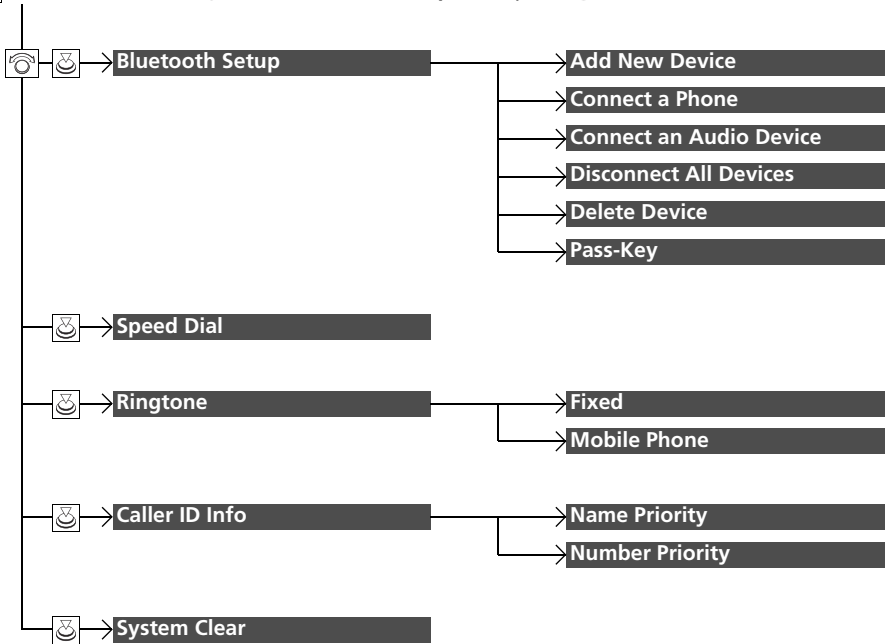 Bluetooth Setup
Add New Device
Connect a Phone
Connect an Audio Device
Disconnect All Devices
Delete Device
Pass-Key
Speed Dial
Ringtone
Fixed
Mobile Phone
Caller ID Info
Name Priority
Number Priority
System Clear